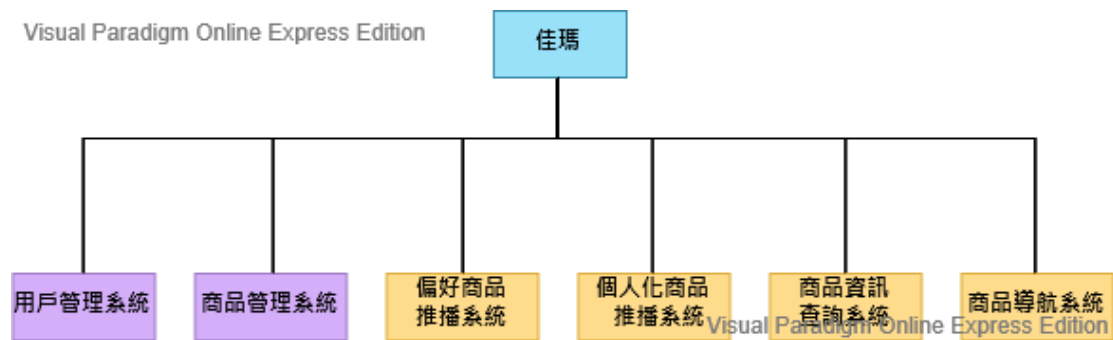 Visual Paradigm Online Express Edition
佳瑪
用戶管理系統
商品管理系統
偏好商品
推播系統
個人化商品
推播系統
商品資訊
查詢系統
商品導航系統
Visual Paradigm Online Express Edition